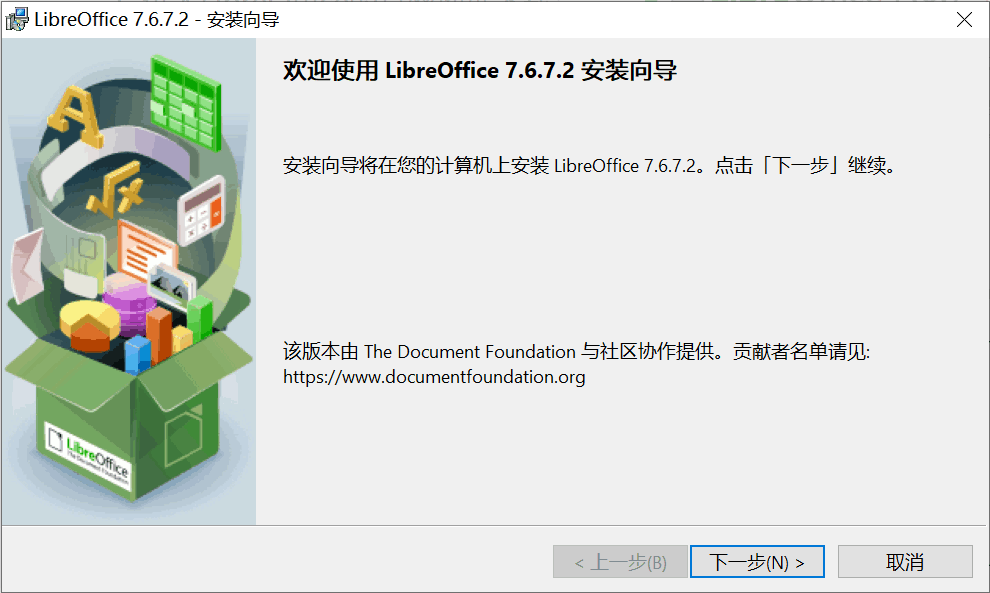 LibreOffice 7.6.7.2 - 安装向导
欢迎使用 LibreOffice 7.6.7.2 安装向导
安装向导将在您的计算机上安装 LibreOffice 7.6.7.2。点击「下一步」继续。
A
√x
该版本由 The Document Foundation 与社区协作提供。贡献者名单请见:
https://www.documentfoundation.org
LibreOffice
The Document Foundation
< 上一步(B)
下一步(N) >
取消